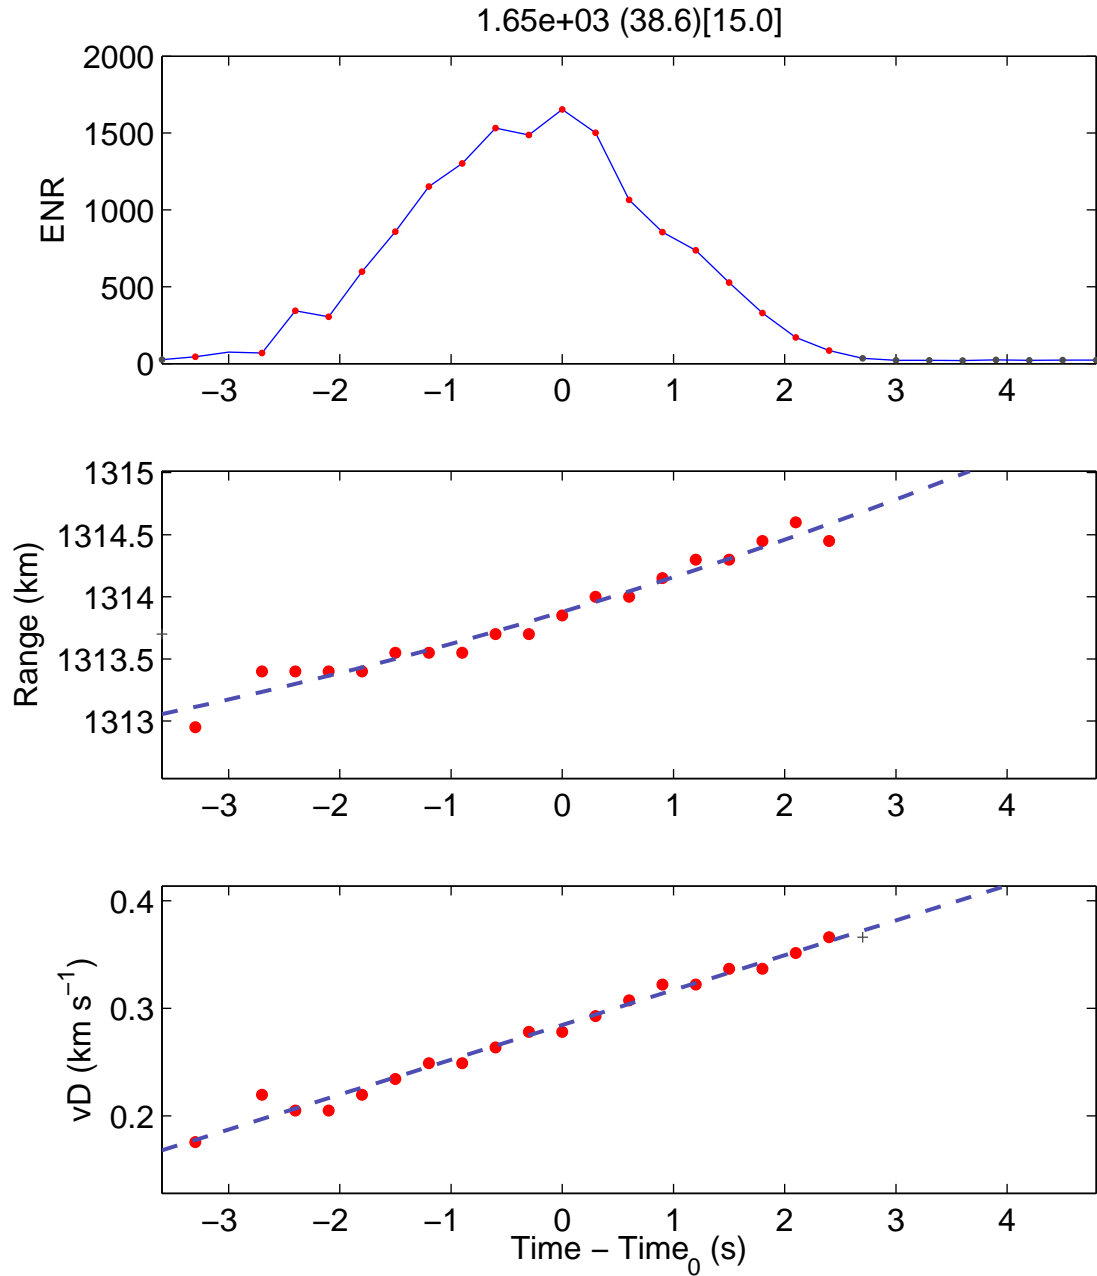 1.65e+03 (38.6)[15.0]
2000
1500
1000
500
0
ENR
−3 −2 −1 0 1 2 3 4
1315
1314.5
1314
1313.5
1313
Range (km)
−3 −2 −1 0 1 2 3 4
0.4
0.3
0.2
vD (km s−1)
−3 −2 −1 0 1 2 3 4
Time − Time0 (s)